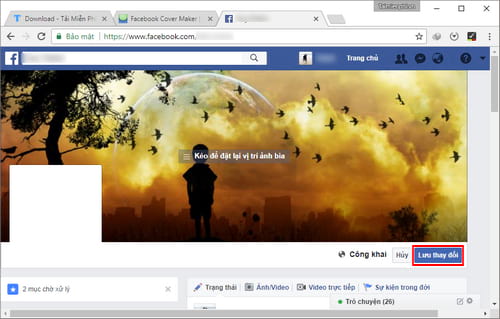 Download - Tải Miễn Phí
Facebook Cover Maker |
Bảo mật | https://www.facebook.com
Trang chủ
Kéo để đặt lại vị trí ảnh bìa
Công khai Hủy Lưu thay đổi
2 mục chờ xử lý
Trạng thái Ảnh/Video Video trực tiếp Sự kiện trong đời
Trò chuyện (26)